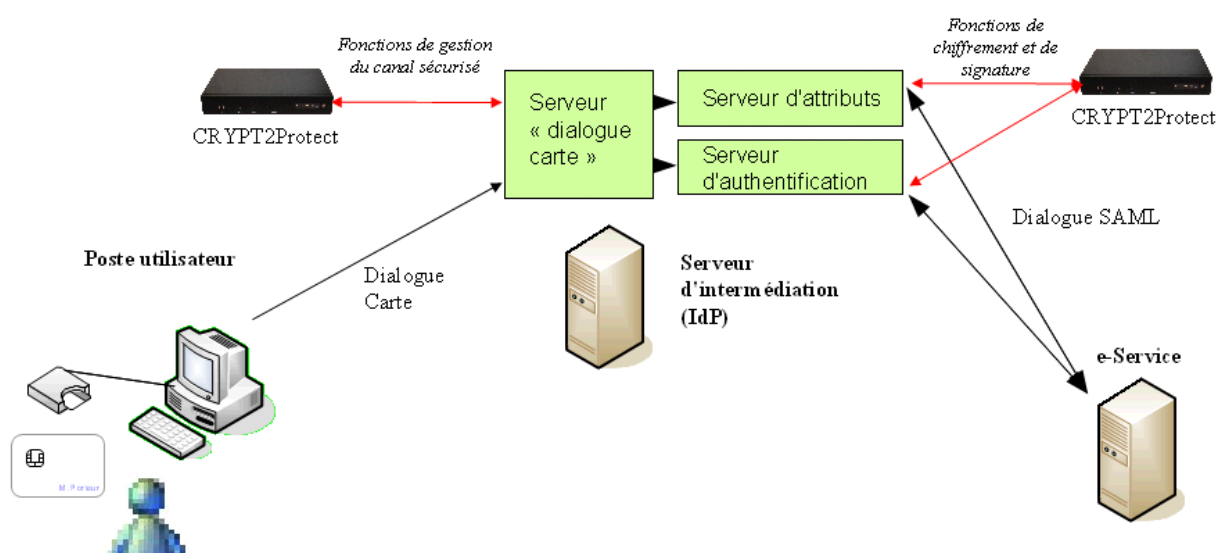 Fonctions de gestion
du canal sécurisé
CRYPT2Protect
Serveur
« dialogue
carte »
Serveur d'attributs
Serveur
d'authentification
Fonctions de
chiffrement et de
signature
CRYPT2Protect
Dialogue SAML
Poste utilisateur
Dialogue
Carte
Serveur
d'intermédiation
(IdP)
e-Service
M. Porteur